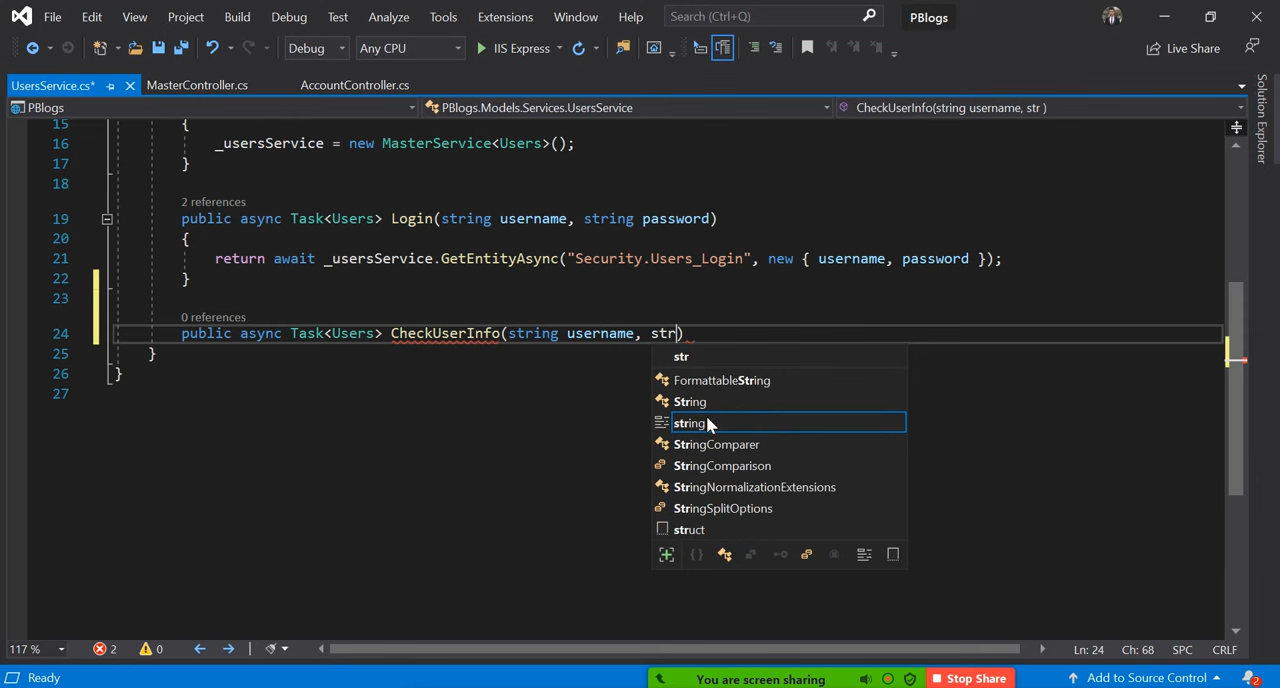 File Edit View Project Build Debug Test Analyze Tools Extensions Window Help Search (Ctrl+Q) PBlogs
Debug Any CPU IIS Express Live Share
UsersService.cs* MasterController.cs AccountController.cs
PBlogs PBlogs.Models.Services.UsersService CheckUserInfo(string username, str )
Solution Explorer
15 {
16 _usersService = new MasterService<Users>();
17 }
18
2 references
19 public async Task<Users> Login(string username, string password)
20 {
21 return await _usersService.GetEntityAsync("Security.Users_Login", new { username, password });
22 }
23
0 references
24 public async Task<Users> CheckUserInfo(string username, str)
25 }
26 }
27
str
FormattableString
String
string
StringComparer
StringComparison
StringNormalizationExtensions
StringSplitOptions
struct
117 % 2 0 Ln: 24 Ch: 68 SPC CRLF
Ready You are screen sharing Stop Share Add to Source Control 2